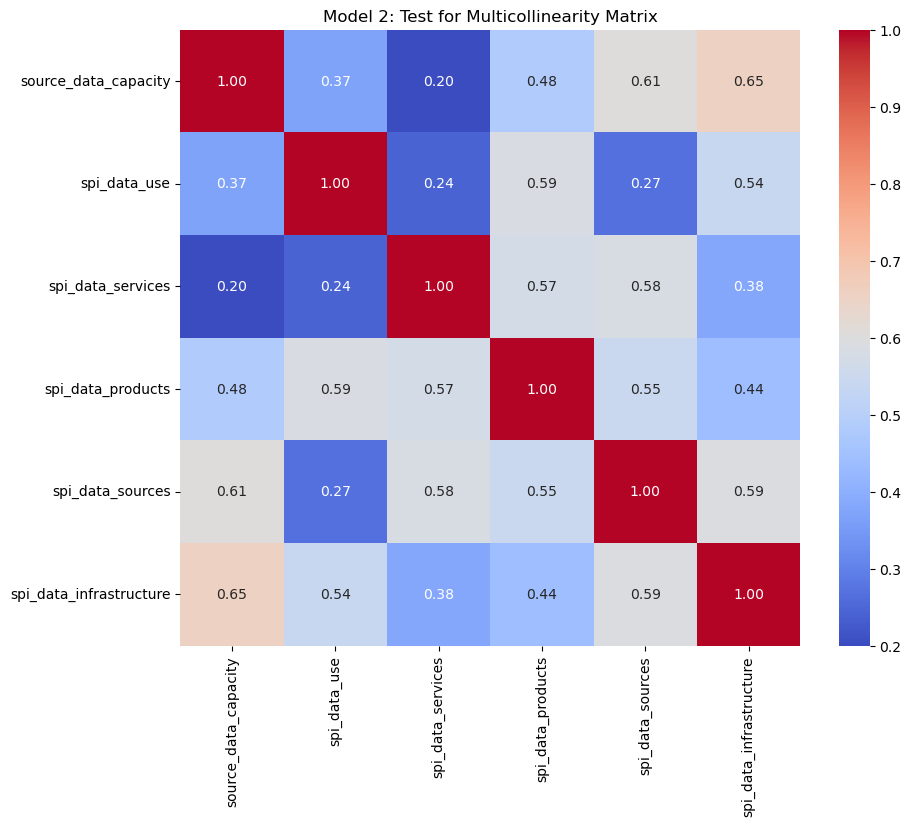 Model 2: Test for Multicollinearity Matrix
source_data_capacity 1.00 0.37 0.20 0.48 0.61 0.65
spi_data_use 0.37 1.00 0.24 0.59 0.27 0.54
spi_data_services 0.20 0.24 1.00 0.57 0.58 0.38
spi_data_products 0.48 0.59 0.57 1.00 0.55 0.44
spi_data_sources 0.61 0.27 0.58 0.55 1.00 0.59
spi_data_infrastructure 0.65 0.54 0.38 0.44 0.59 1.00
source_data_capacity
spi_data_use
spi_data_services
spi_data_products
spi_data_sources
spi_data_infrastructure
1.0
0.9
0.8
0.7
0.6
0.5
0.4
0.3
0.2